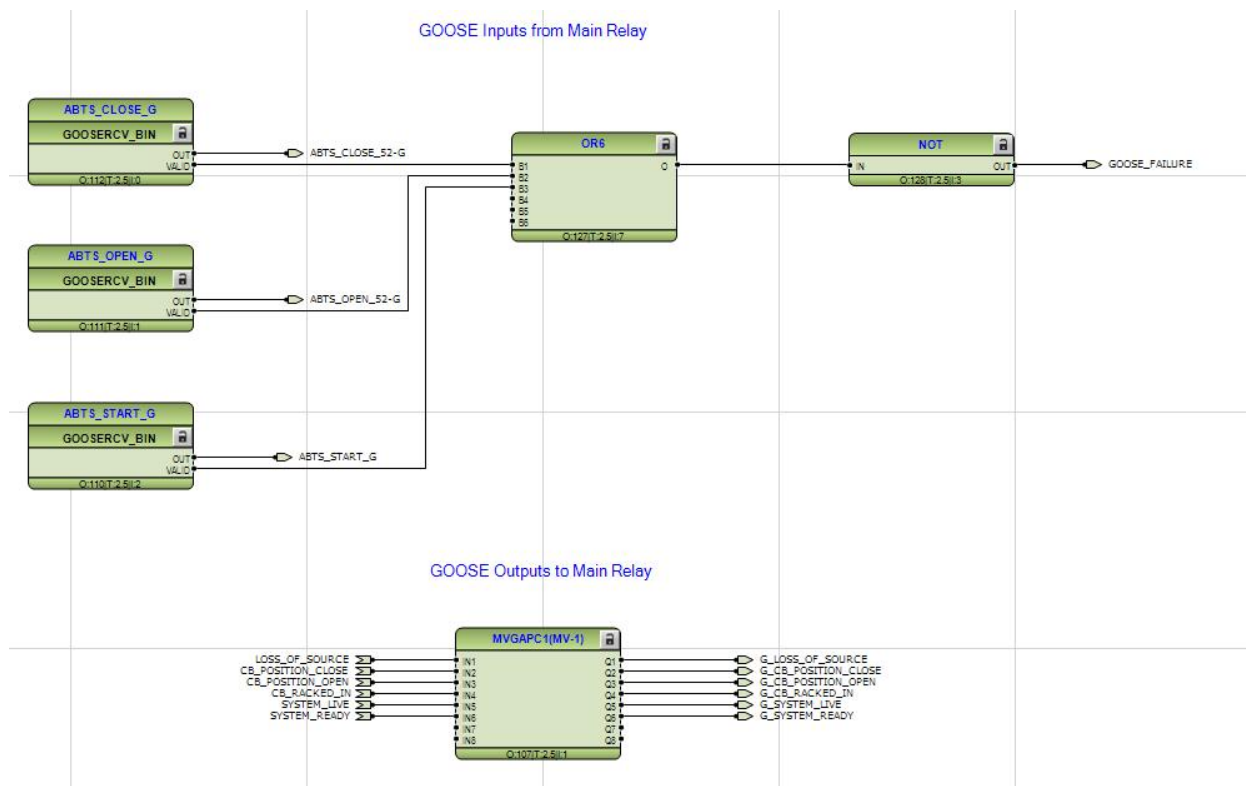 GOOSE Inputs from Main Relay
ABTS_CLOSE_G
GOOSERCV_BIN
OUT
VALID
O:112|T:2.5|I:0
ABTS_CLOSE_52-G
OR6
B1
B2
B3
B4
B5
B6
O
O:127|T:2.5|I:7
NOT
IN
OUT
O:128|T:2.5|I:3
GOOSE_FAILURE
ABTS_OPEN_G
GOOSERCV_BIN
OUT
VALID
O:111|T:2.5|I:1
ABTS_OPEN_52-G
ABTS_START_G
GOOSERCV_BIN
OUT
VALID
O:110|T:2.5|I:2
ABTS_START_G
GOOSE Outputs to Main Relay
MVGAPC1(MV-1)
LOSS_OF_SOURCE
CB_POSITION_CLOSE
CB_POSITION_OPEN
CB_RACKED_IN
SYSTEM_LIVE
SYSTEM_READY
IN1
IN2
IN3
IN4
IN5
IN6
IN7
IN8
Q1
Q2
Q3
Q4
Q5
Q6
Q7
Q8
O:107|T:2.5|I:1
G_LOSS_OF_SOURCE
G_CB_POSITION_CLOSE
G_CB_POSITION_OPEN
G_CB_RACKED_IN
G_SYSTEM_LIVE
G_SYSTEM_READY